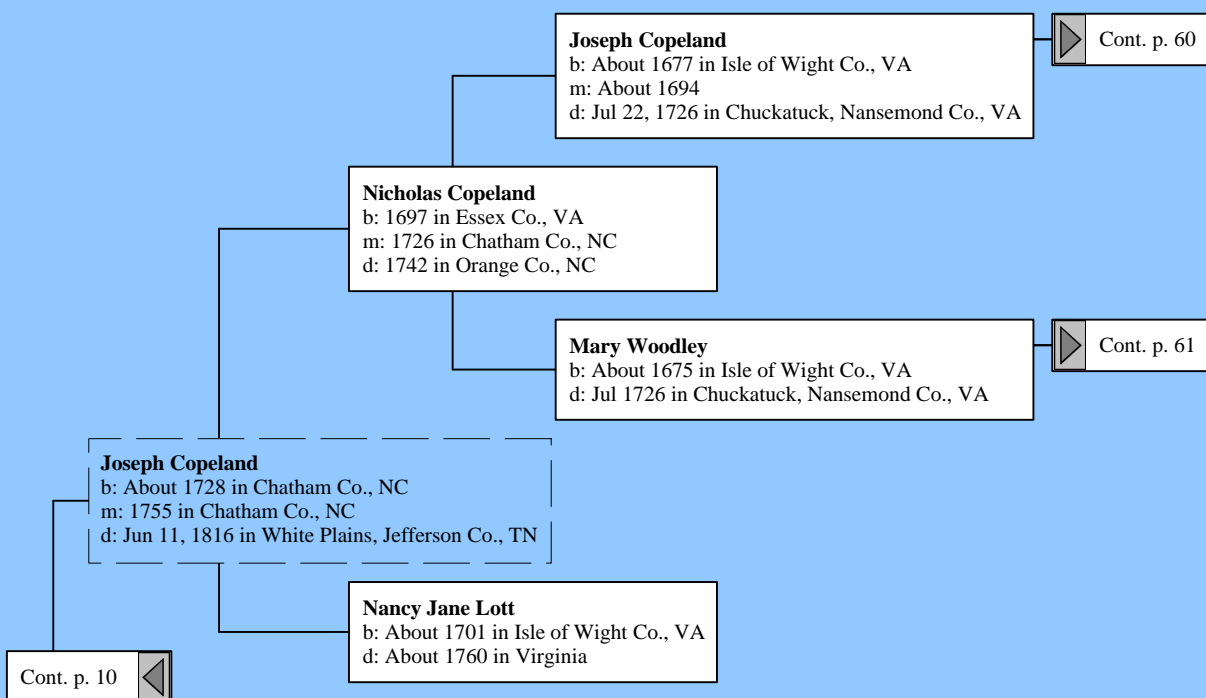 Joseph Copeland
b: About 1677 in Isle of Wight Co., VA
m: About 1694
d: Jul 22, 1726 in Chuckatuck, Nansemond Co., VA
Cont. p. 60
Nicholas Copeland
b: 1697 in Essex Co., VA
m: 1726 in Chatham Co., NC
d: 1742 in Orange Co., NC
Mary Woodley
b: About 1675 in Isle of Wight Co., VA
d: Jul 1726 in Chuckatuck, Nansemond Co., VA
Cont. p. 61
Joseph Copeland
b: About 1728 in Chatham Co., NC
m: 1755 in Chatham Co., NC
d: Jun 11, 1816 in White Plains, Jefferson Co., TN
Nancy Jane Lott
b: About 1701 in Isle of Wight Co., VA
d: About 1760 in Virginia
Cont. p. 10